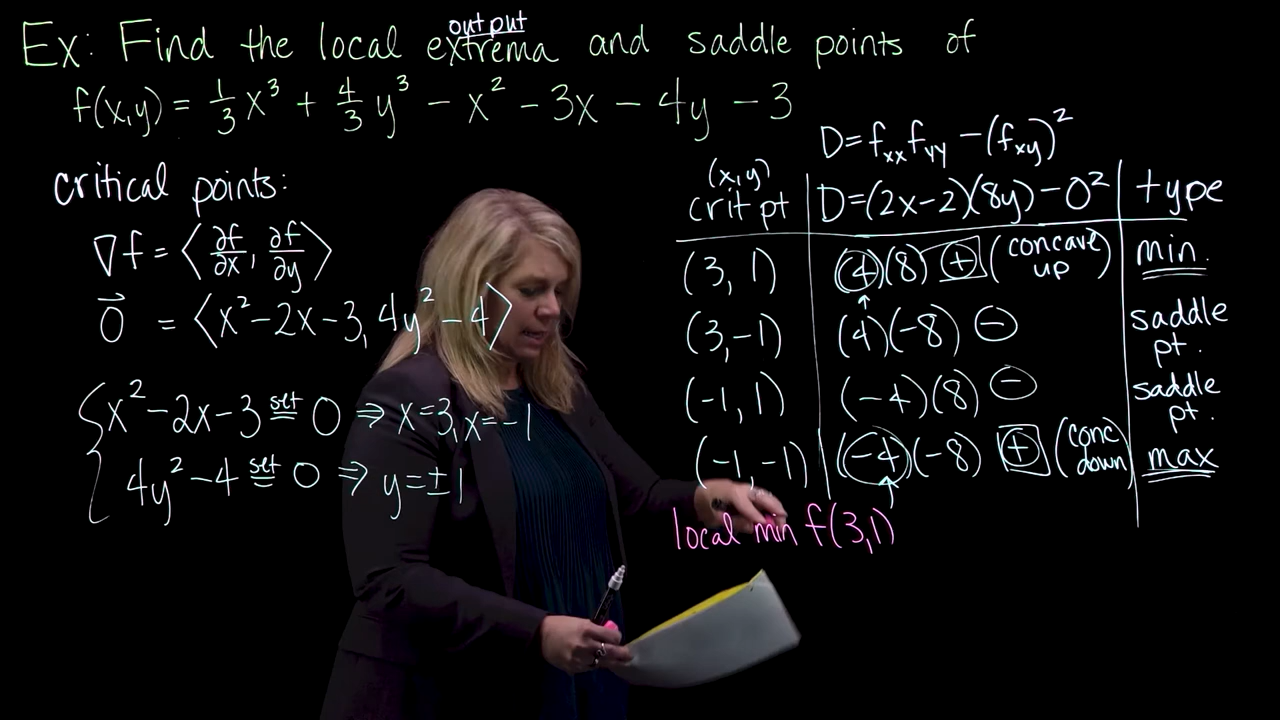 Ex: Find the local extrema and saddle points of
output
f(x,y) = 1/3 x³ + 4/3 y³ − x² − 3x − 4y − 3
critical points:
∇f = ⟨∂f/∂x, ∂f/∂y⟩
0⃗ = ⟨x² − 2x − 3, 4y² − 4⟩
{ x² − 2x − 3 set= 0 ⇒ x = 3, x = −1
4y² − 4 set= 0 ⇒ y = ±1
D = fxx fyy − (fxy)²
(x,y)
crit pt | D = (2x−2)(8y) − 0² | type
(3, 1) | (4)(8) + (concave up) | min.
(3, −1) | (4)(−8) − | saddle pt.
(−1, 1) | (−4)(8) − | saddle pt.
(−1, −1) | (−4)(−8) + (conc down) | max
local min f(3,1)